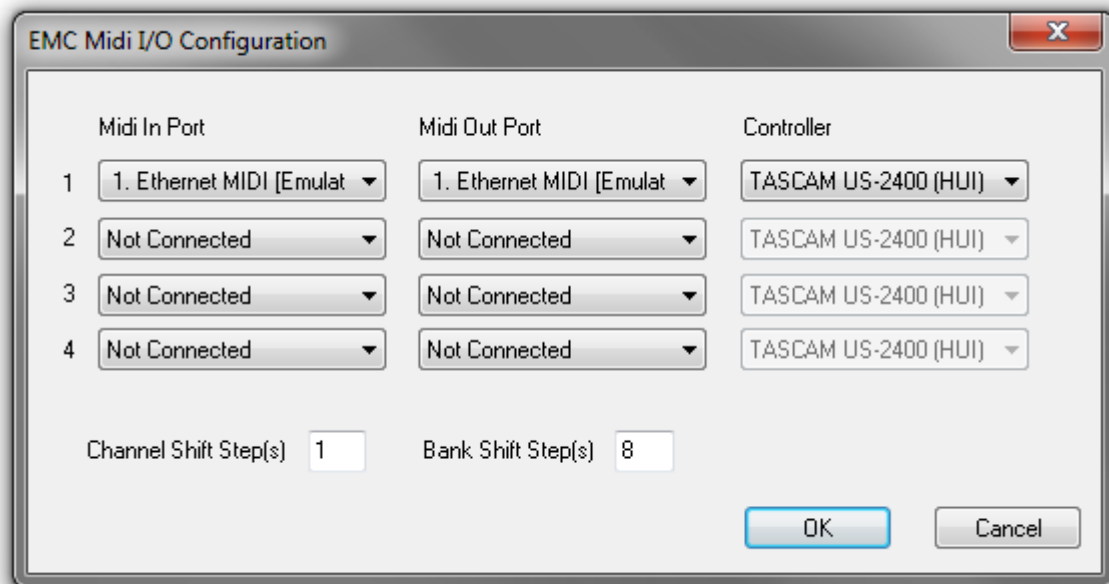 EMC Midi I/O Configuration
Midi In Port Midi Out Port Controller
1 1. Ethernet MIDI [Emulat 1. Ethernet MIDI [Emulat TASCAM US-2400 (HUI)
2 Not Connected Not Connected TASCAM US-2400 (HUI)
3 Not Connected Not Connected TASCAM US-2400 (HUI)
4 Not Connected Not Connected TASCAM US-2400 (HUI)
Channel Shift Step(s) 1 Bank Shift Step(s) 8
OK Cancel